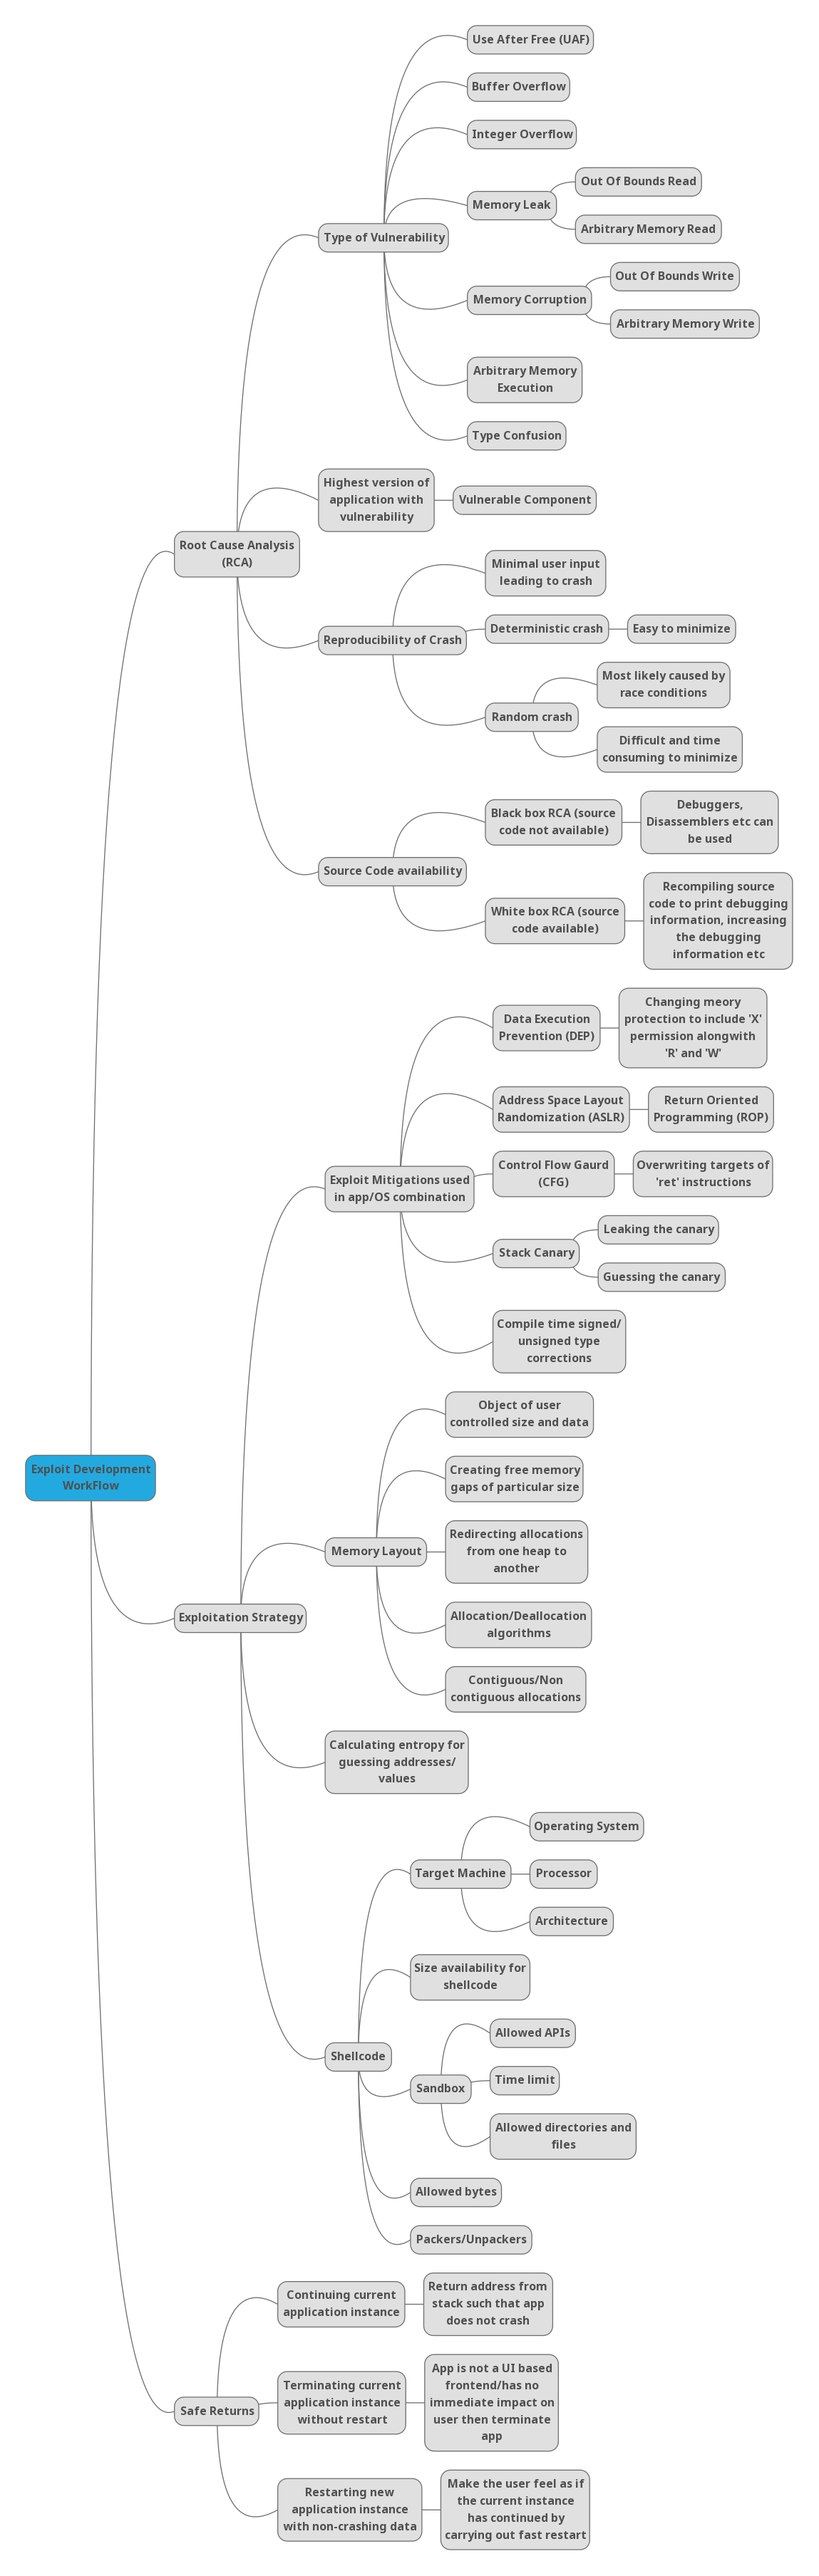 Use After Free (UAF)
Buffer Overflow
Integer Overflow
Out Of Bounds Read
Memory Leak
Arbitrary Memory Read
Type of Vulnerability
Out Of Bounds Write
Memory Corruption
Arbitrary Memory Write
Arbitrary Memory
Execution
Type Confusion
Highest version of
application with
vulnerability
Vulnerable Component
Root Cause Analysis
(RCA)
Minimal user input
leading to crash
Reproducibility of Crash
Deterministic crash
Easy to minimize
Most likely caused by
race conditions
Random crash
Difficult and time
consuming to minimize
Black box RCA (source
code not available)
Debuggers,
Disassemblers etc can
be used
Source Code availability
White box RCA (source
code available)
Recompiling source
code to print debugging
information, increasing
the debugging
information etc
Data Execution
Prevention (DEP)
Changing meory
protection to include 'X'
permission alongwith
'R' and 'W'
Address Space Layout
Randomization (ASLR)
Return Oriented
Programming (ROP)
Exploit Mitigations used
in app/OS combination
Control Flow Gaurd
(CFG)
Overwriting targets of
'ret' instructions
Leaking the canary
Stack Canary
Guessing the canary
Compile time signed/
unsigned type
corrections
Object of user
controlled size and data
Exploit Development
WorkFlow
Creating free memory
gaps of particular size
Memory Layout
Redirecting allocations
from one heap to
another
Exploitation Strategy
Allocation/Deallocation
algorithms
Contiguous/Non
contiguous allocations
Calculating entropy for
guessing addresses/
values
Operating System
Target Machine
Processor
Architecture
Size availability for
shellcode
Shellcode
Allowed APIs
Sandbox
Time limit
Allowed directories and
files
Allowed bytes
Packers/Unpackers
Continuing current
application instance
Return address from
stack such that app
does not crash
Safe Returns
Terminating current
application instance
without restart
App is not a UI based
frontend/has no
immediate impact on
user then terminate
app
Restarting new
application instance
with non-crashing data
Make the user feel as if
the current instance
has continued by
carrying out fast restart